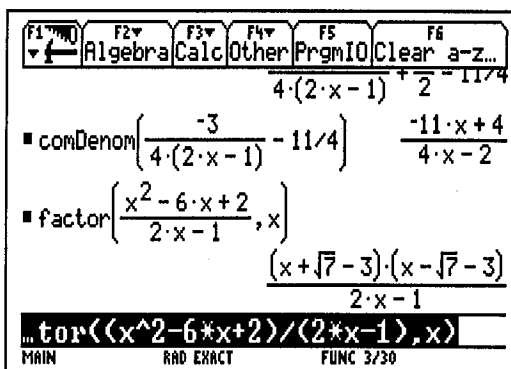 F1 F2▼ F3▼ F4▼ F5 F6
Algebra Calc Other PrgmIO Clear a-z…
4·(2·x − 1) + 2 − 11/4
▪ comDenom(⁻3/(4·(2·x − 1)) − 11/4) (⁻11·x + 4)/(4·x − 2)
▪ factor((x² − 6·x + 2)/(2·x − 1), x)
((x + √7 − 3)·(x − √7 − 3))/(2·x − 1)
…tor((x^2-6*x+2)/(2*x-1),x)
MAIN RAD EXACT FUNC 3/30